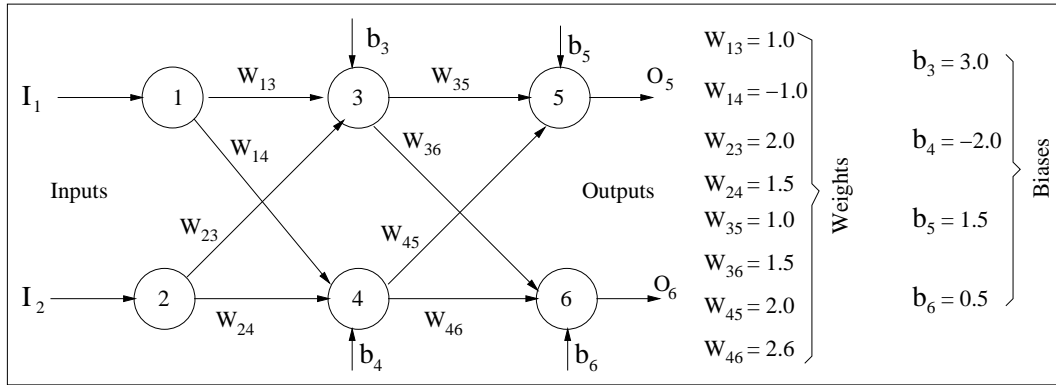 b₃
b₅
I₁
1
W₁₃
3
W₃₅
5
O₅
W₁₄
W₃₆
Inputs
Outputs
W₂₃
W₄₅
I₂
2
W₂₄
4
W₄₆
6
O₆
b₄
b₆
W₁₃ = 1.0
W₁₄ = −1.0
W₂₃ = 2.0
W₂₄ = 1.5
W₃₅ = 1.0
W₃₆ = 1.5
W₄₅ = 2.0
W₄₆ = 2.6
Weights
b₃ = 3.0
b₄ = −2.0
b₅ = 1.5
b₆ = 0.5
Biases